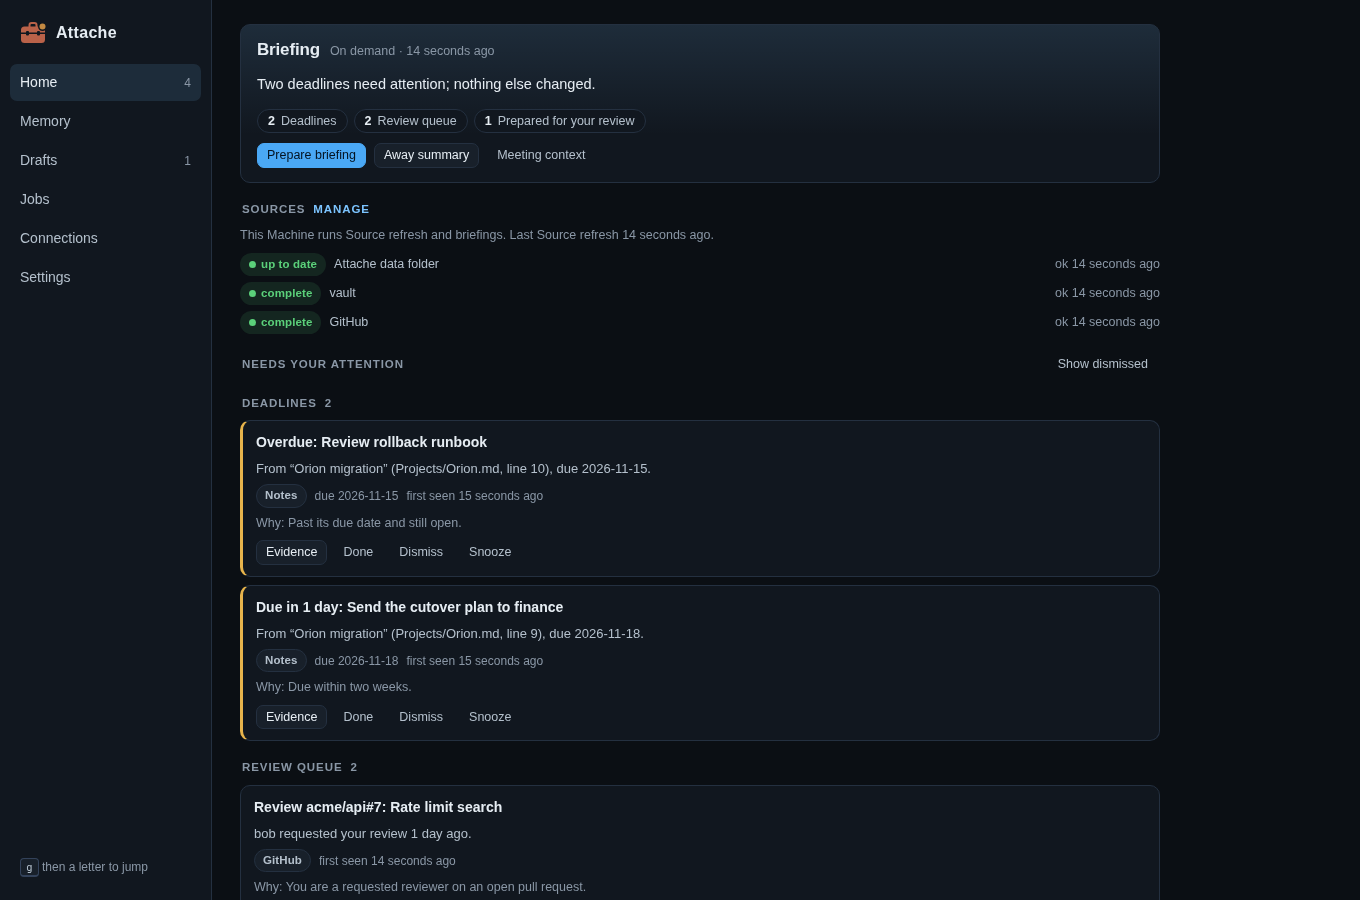 Attache
Home 4
Memory
Drafts 1
Jobs
Connections
Settings
g then a letter to jump
Briefing On demand · 14 seconds ago
Two deadlines need attention; nothing else changed.
2 Deadlines 2 Review queue 1 Prepared for your review
Prepare briefing Away summary Meeting context
SOURCES MANAGE
This Machine runs Source refresh and briefings. Last Source refresh 14 seconds ago.
up to date Attache data folder ok 14 seconds ago
complete vault ok 14 seconds ago
complete GitHub ok 14 seconds ago
NEEDS YOUR ATTENTION Show dismissed
DEADLINES 2
Overdue: Review rollback runbook
From “Orion migration” (Projects/Orion.md, line 10), due 2026-11-15.
Notes due 2026-11-15 first seen 15 seconds ago
Why: Past its due date and still open.
Evidence Done Dismiss Snooze
Due in 1 day: Send the cutover plan to finance
From “Orion migration” (Projects/Orion.md, line 9), due 2026-11-18.
Notes due 2026-11-18 first seen 15 seconds ago
Why: Due within two weeks.
Evidence Done Dismiss Snooze
REVIEW QUEUE 2
Review acme/api#7: Rate limit search
bob requested your review 1 day ago.
GitHub first seen 14 seconds ago
Why: You are a requested reviewer on an open pull request.